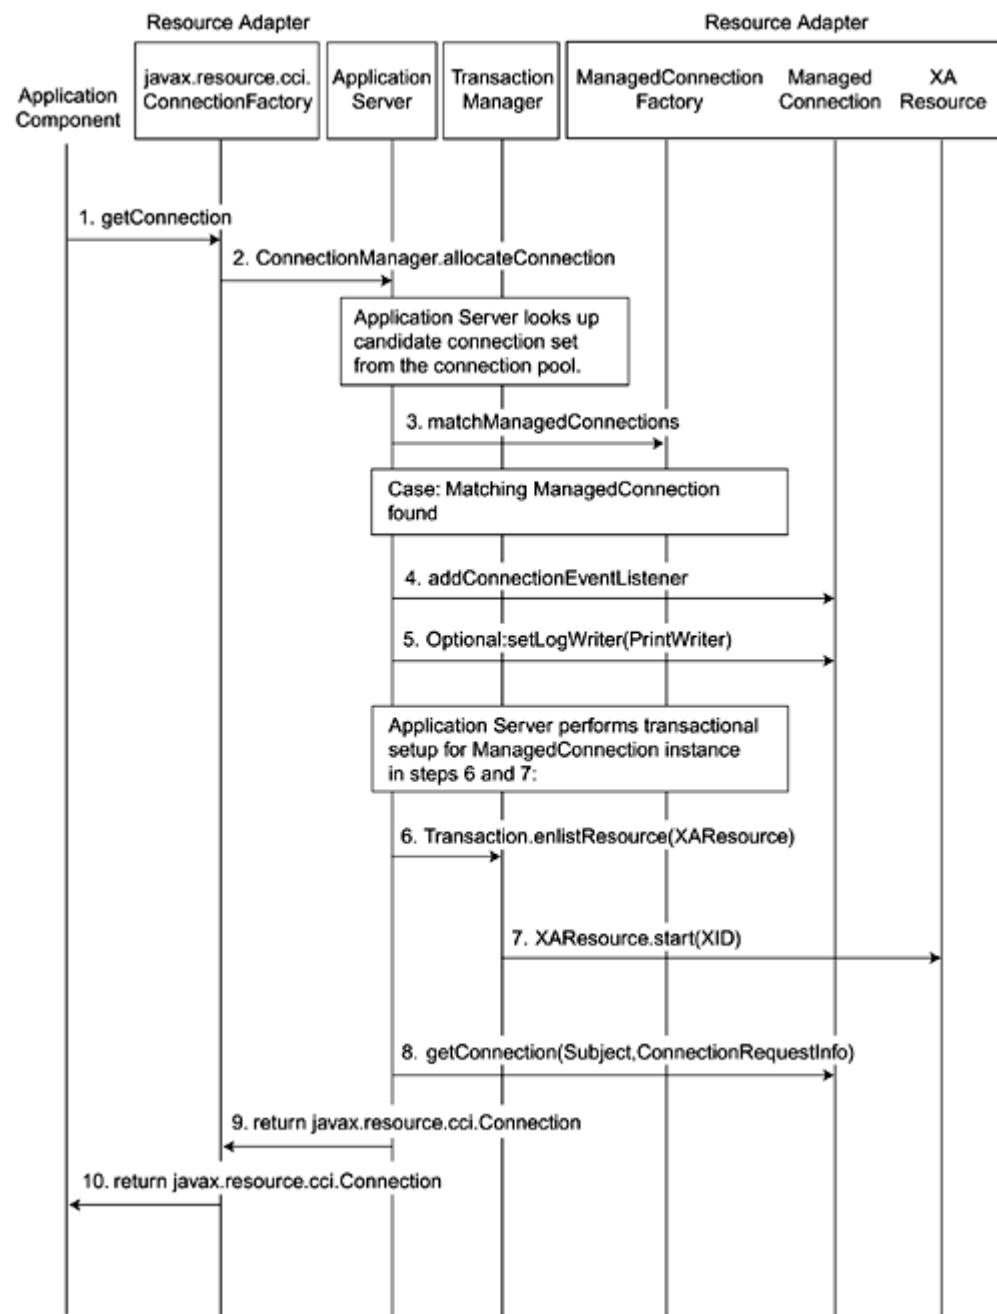 Resource Adapter
Resource Adapter
Application
Component
javax.resource.cci.
ConnectionFactory
Application
Server
Transaction
Manager
ManagedConnection
Factory
Managed
Connection
XA
Resource
1. getConnection
2. ConnectionManager.allocateConnection
Application Server looks up
candidate connection set
from the connection pool.
3. matchManagedConnections
Case: Matching ManagedConnection
found
4. addConnectionEventListener
5. Optional:setLogWriter(PrintWriter)
Application Server performs transactional
setup for ManagedConnection instance
in steps 6 and 7:
6. Transaction.enlistResource(XAResource)
7. XAResource.start(XID)
8. getConnection(Subject,ConnectionRequestInfo)
9. return javax.resource.cci.Connection
10. return javax.resource.cci.Connection